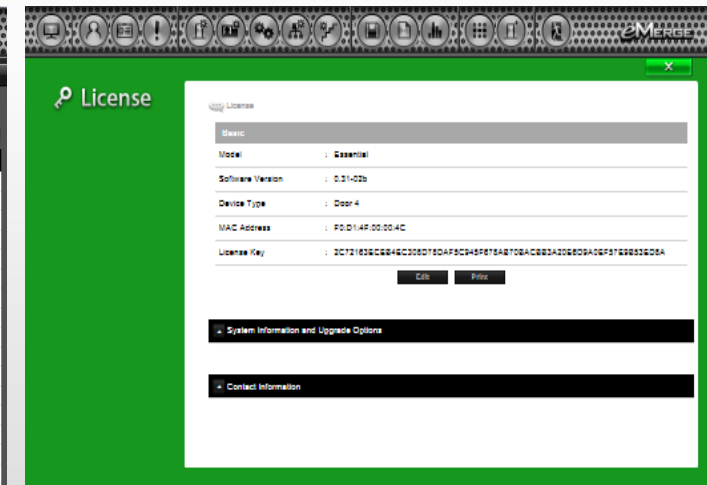 eMERGE
X
License
License
Basic
Model : Essential
Software Version : 0.31-02b
Device Type : Door 4
MAC Address : F0:D1:4F:00:00:4C
License Key :
Edit Print
System Information and Upgrade Options
Contact Information